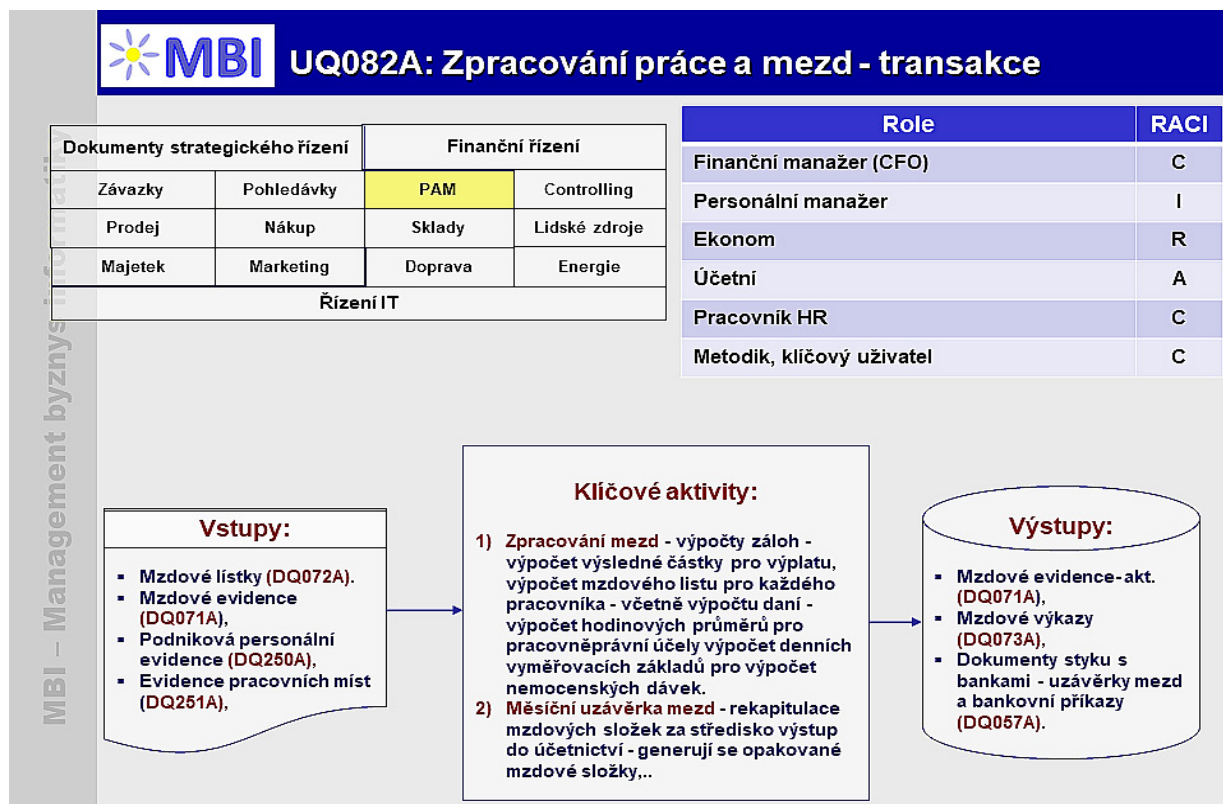 MBI
UQ082A: Zpracování práce a mezd - transakce
MBI – Management byznys informatiky
Dokumenty strategického řízení
Finanční řízení
Závazky
Pohledávky
PAM
Controlling
Prodej
Nákup
Sklady
Lidské zdroje
Majetek
Marketing
Doprava
Energie
Řízení IT
Role
RACI
Finanční manažer (CFO)
C
Personální manažer
I
Ekonom
R
Účetní
A
Pracovník HR
C
Metodik, klíčový uživatel
C
Vstupy:
▪ Mzdové lístky (DQ072A).
▪ Mzdové evidence
(DQ071A),
▪ Podniková personální
evidence (DQ250A),
▪ Evidence pracovních míst
(DQ251A),
Klíčové aktivity:
1) Zpracování mezd - výpočty záloh -
výpočet výsledné částky pro výplatu,
výpočet mzdového listu pro každého
pracovníka - včetně výpočtu daní -
výpočet hodinových průměrů pro
pracovněprávní účely výpočet denních
vyměřovacích základů pro výpočet
nemocenských dávek.
2) Měsíční uzávěrka mezd - rekapitulace
mzdových složek za středisko výstup
do účetnictví - generují se opakované
mzdové složky,..
Výstupy:
▪ Mzdové evidence-akt.
(DQ071A),
▪ Mzdové výkazy
(DQ073A),
▪ Dokumenty styku s
bankami - uzávěrky mezd
a bankovní příkazy
(DQ057A).